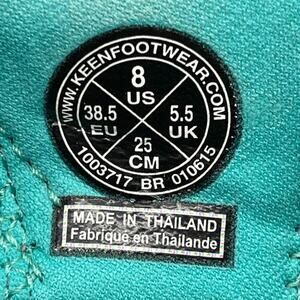 WWW.KEENFOOTWEAR.COM
8
US
38.5
EU
5.5
UK
25
CM
1003717 BR 010615
MADE IN THAILAND
Fabriqué en Thaïlande